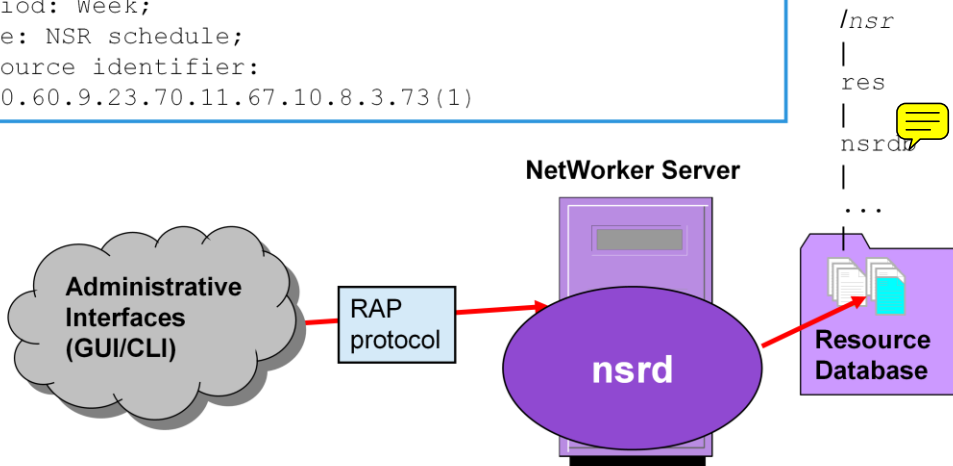 iod: Week;
e: NSR schedule;
ource identifier:
0.60.9.23.70.11.67.10.8.3.73(1)
/nsr
res
nsrdb
...
NetWorker Server
Administrative
Interfaces
(GUI/CLI)
RAP
protocol
nsrd
Resource
Database